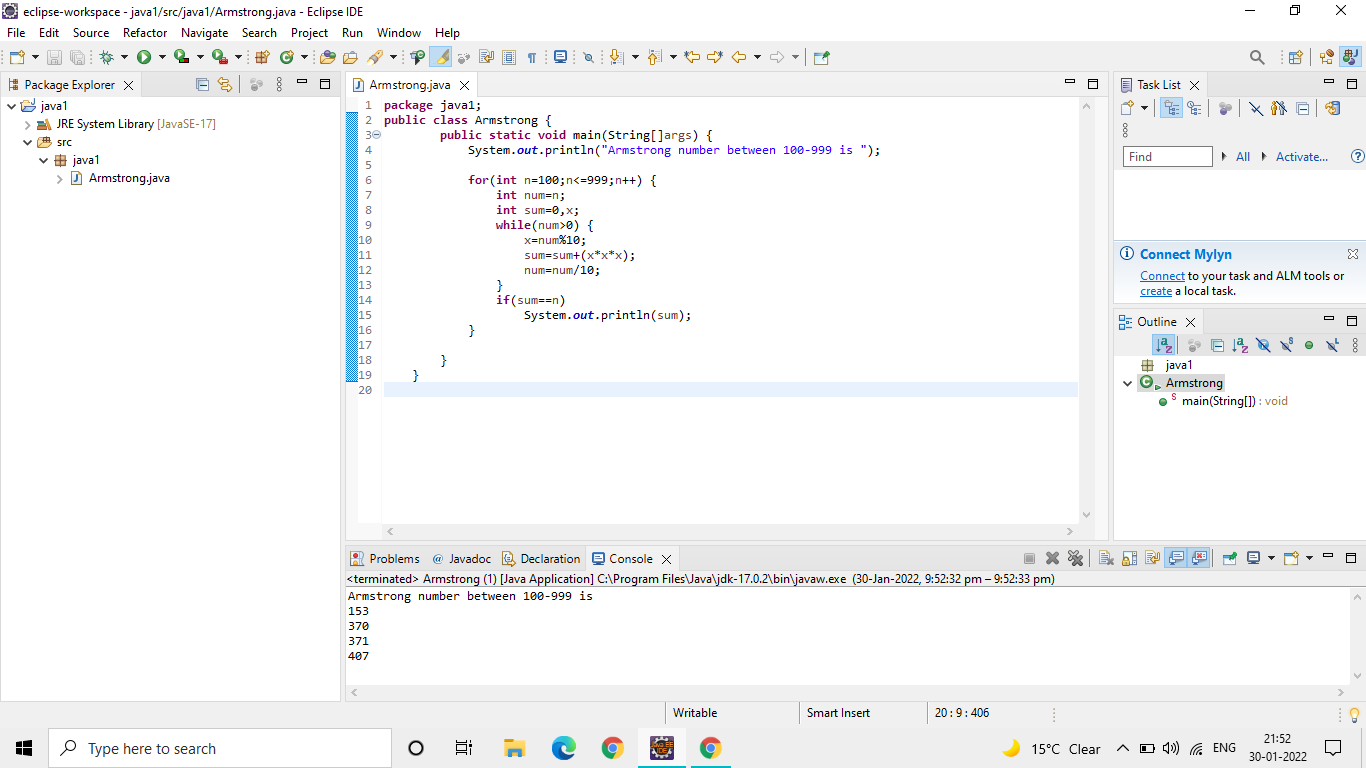 eclipse-workspace - java1/src/java1/Armstrong.java - Eclipse IDE
File Edit Source Refactor Navigate Search Project Run Window Help
Package Explorer
java1
JRE System Library [JavaSE-17]
src
java1
Armstrong.java
Armstrong.java
1 package java1;
2 public class Armstrong {
3 public static void main(String[]args) {
4 System.out.println("Armstrong number between 100-999 is ");
5
6 for(int n=100;n<=999;n++) {
7 int num=n;
8 int sum=0,x;
9 while(num>0) {
10 x=num%10;
11 sum=sum+(x*x*x);
12 num=num/10;
13 }
14 if(sum==n)
15 System.out.println(sum);
16 }
17
18 }
19 }
20
Task List
Find All Activate...
Connect Mylyn
Connect to your task and ALM tools or
create a local task.
Outline
java1
Armstrong
main(String[]) : void
Problems @ Javadoc Declaration Console
<terminated> Armstrong (1) [Java Application] C:\Program Files\Java\jdk-17.0.2\bin\javaw.exe (30-Jan-2022, 9:52:32 pm – 9:52:33 pm)
Armstrong number between 100-999 is
153
370
371
407
Writable Smart Insert 20 : 9 : 406
Type here to search
15°C Clear
ENG
21:52
30-01-2022